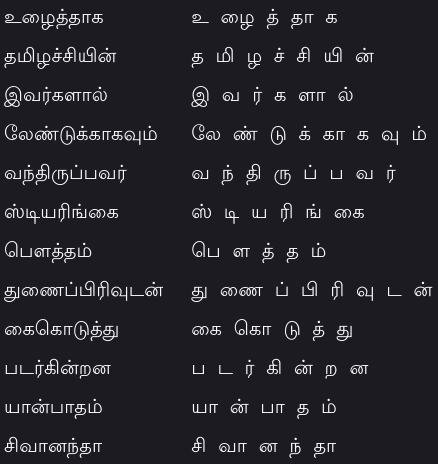 உழைத்தாக உ ழை த் தா க
தமிழச்சியின் த மி ழ ச் சி யி ன்
இவர்களால் இ வ ர் க ளா ல்
லேண்டுக்காகவும் லே ண் டு க் கா க வு ம்
வந்திருப்பவர் வ ந் தி ரு ப் ப வ ர்
ஸ்டியரிங்கை ஸ் டி ய ரி ங் கை
பௌத்தம் பெ ள த் த ம்
துணைப்பிரிவுடன் து ணை ப் பி ரி வு ட ன்
கைகொடுத்து கை கொ டு த் து
படர்கின்றன ப ட ர் கி ன் ற ன
யான்பாதம் யா ன் பா த ம்
சிவானந்தா சி வா ன ந் தா